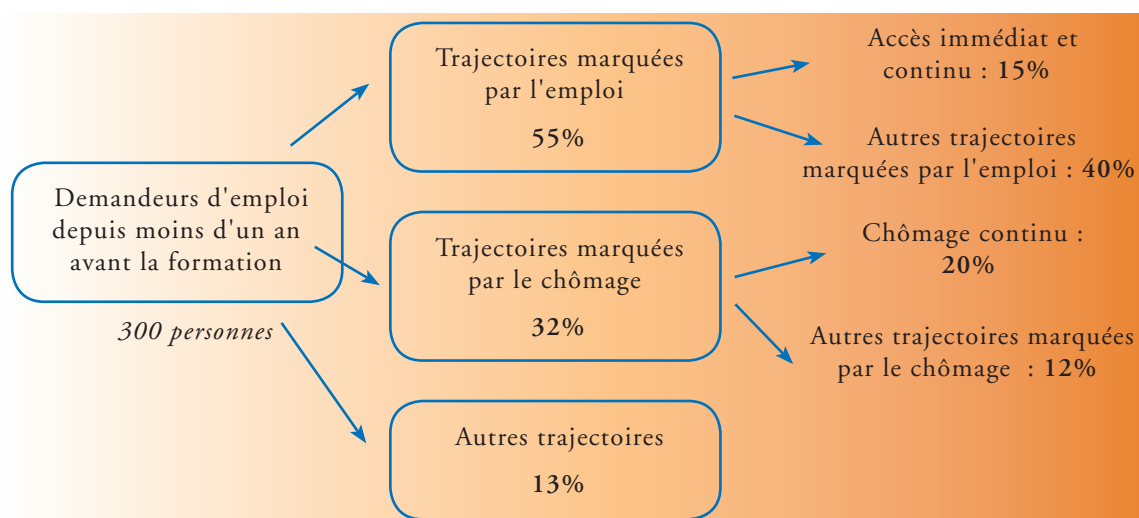 Demandeurs d'emploi
depuis moins d'un an
avant la formation
300 personnes
Trajectoires marquées
par l'emploi
55%
Accès immédiat et
continu : 15%
Autres trajectoires
marquées par l'emploi : 40%
Trajectoires marquées
par le chômage
32%
Chômage continu :
20%
Autres trajectoires marquées
par le chômage : 12%
Autres trajectoires
13%